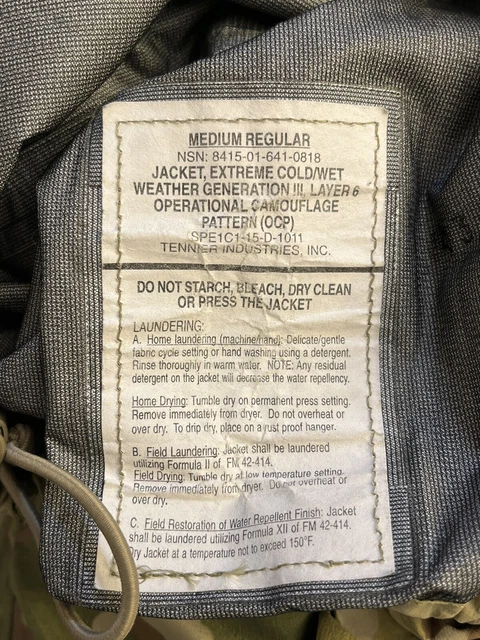 MEDIUM REGULAR
NSN: 8415-01-641-0818
JACKET, EXTREME COLD/WET
WEATHER GENERATION III, LAYER 6
OPERATIONAL CAMOUFLAGE
PATTERN (OCP)
SPE1C1-15-D-1011
TENNIER INDUSTRIES, INC.
DO NOT STARCH, BLEACH, DRY CLEAN
OR PRESS THE JACKET
LAUNDERING:
A. Home laundering (machine/hand): Delicate/gentle
fabric cycle setting or hand washing using a detergent.
Rinse thoroughly in warm water. NOTE: Any residual
detergent on the jacket will decrease the water repellency.
Home Drying: Tumble dry on permanent press setting.
Remove immediately from dryer. Do not overheat or
over dry. To drip dry, place on a rust proof hanger.
B. Field Laundering: Jacket shall be laundered
utilizing Formula II of FM 42-414.
Field Drying: Tumble dry at low temperature setting.
Remove immediately from dryer. Do not overheat or
over dry.
C. Field Restoration of Water Repellent Finish: Jacket
shall be laundered utilizing Formula XII of FM 42-414.
Dry Jacket at a temperature not to exceed 150°F.